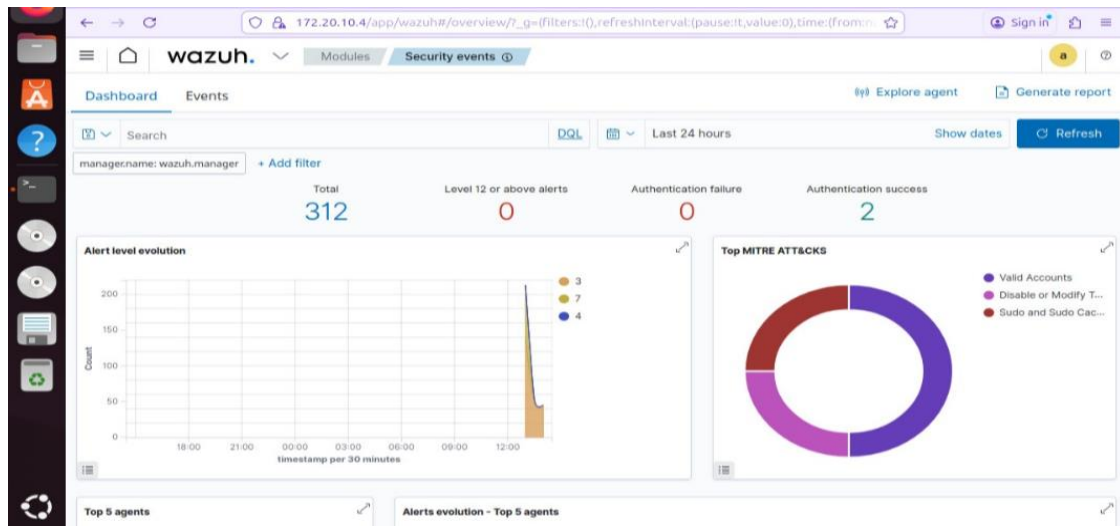 172.20.10.4/app/wazuh#/overview/?_g=(filters:!(),refreshInterval:(pause:!t,value:0),time:(from:n
Sign in
wazuh. Modules Security events
a
Dashboard Events Explore agent Generate report
Search DQL Last 24 hours Show dates Refresh
manager.name: wazuh.manager + Add filter
Total Level 12 or above alerts Authentication failure Authentication success
312 0 0 2
Alert level evolution
3
7
4
200
150
100
50
0
Count
18:00 21:00 00:00 03:00 06:00 09:00 12:00
timestamp per 30 minutes
Top MITRE ATT&CKS
Valid Accounts
Disable or Modify T...
Sudo and Sudo Cac...
Top 5 agents
Alerts evolution - Top 5 agents